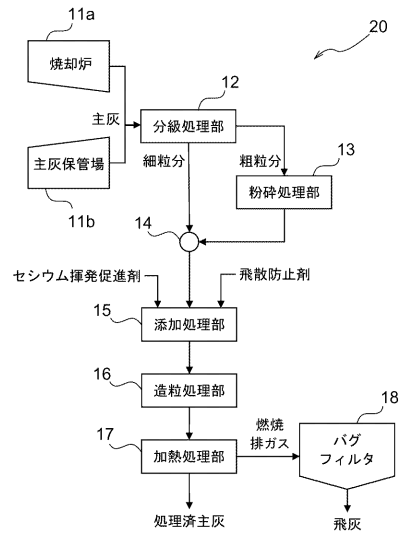 11a
20
焼却炉
12
主灰
分級処理部
13
主灰保管場
細粒分
粗粒分
粉砕処理部
11b
14
セシウム揮発促進剤
飛散防止剤
15
添加処理部
16
造粒処理部
18
17
燃焼
排ガス
バグ
フィルタ
加熱処理部
処理済主灰
飛灰